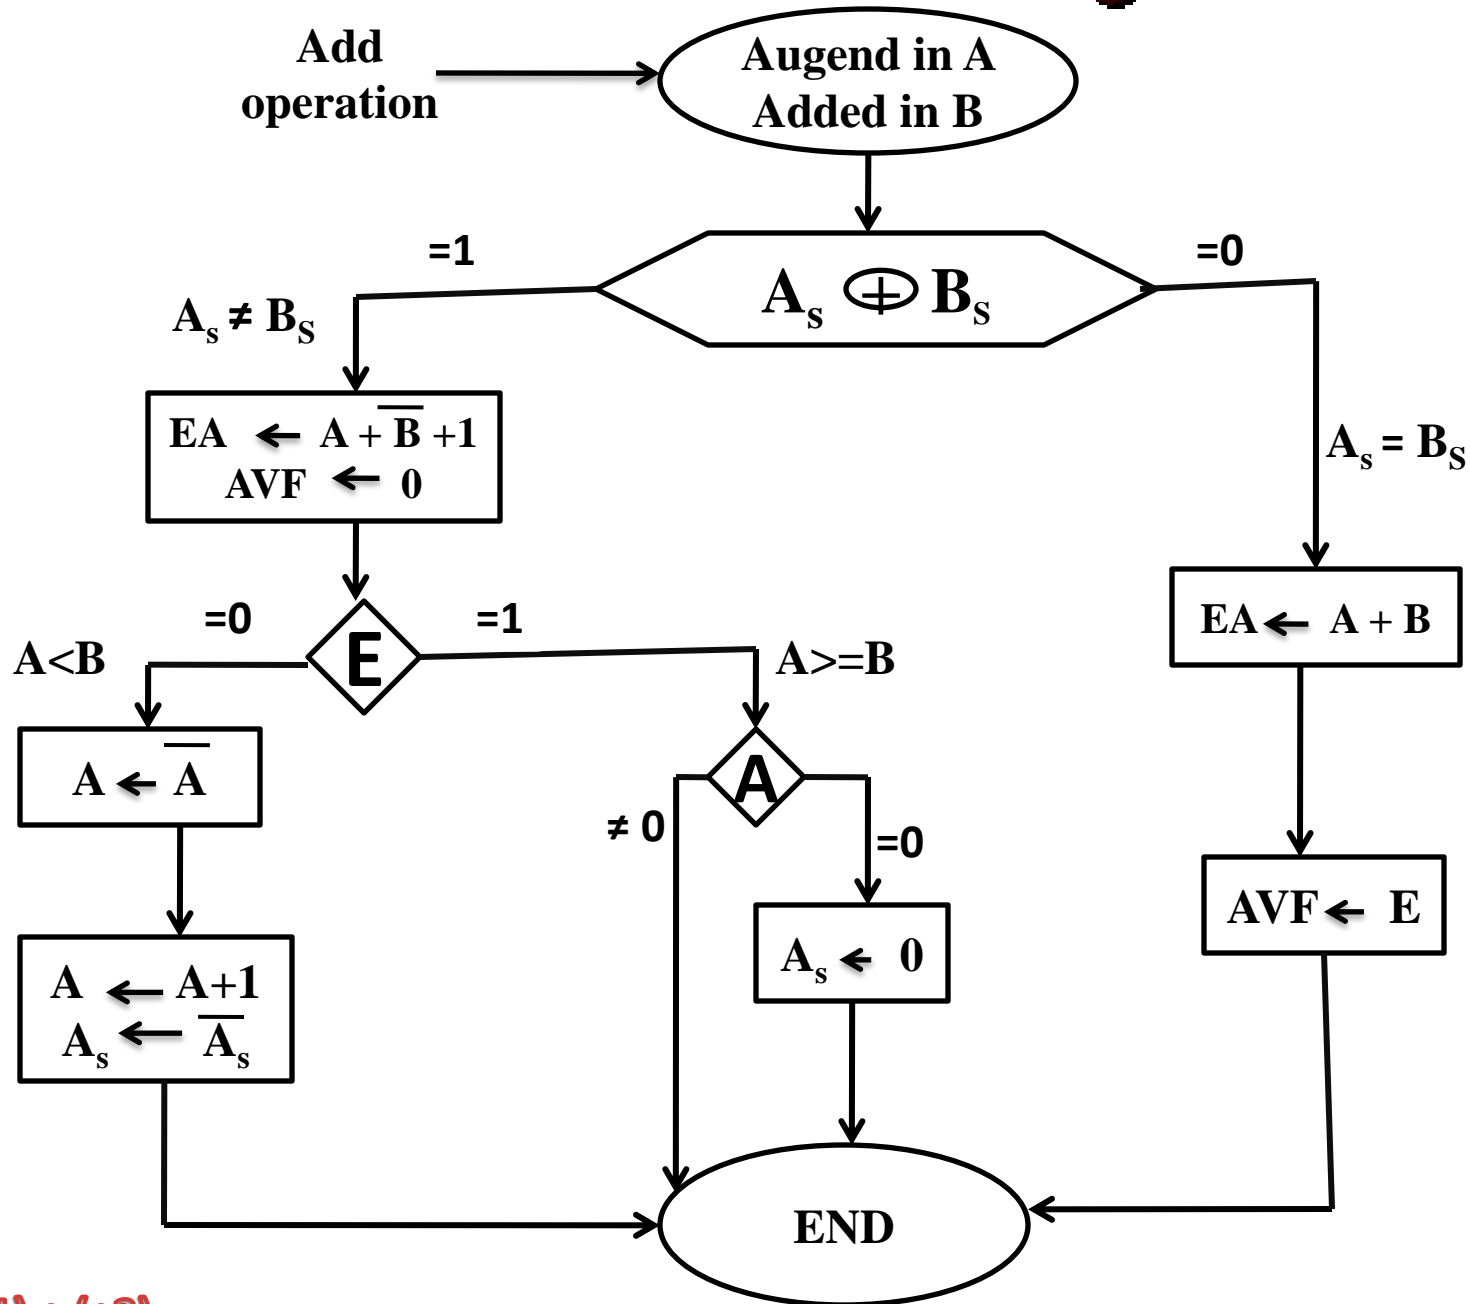 Add
operation
Augend in A
Added in B
=1
=0
Aₛ ⊕ Bₛ
Aₛ ≠ Bₛ
EA ← A + B̅ +1
AVF ← 0
Aₛ = Bₛ
=0
=1
E
EA ← A + B
A<B
A>=B
A ← A̅
A
≠ 0
=0
AVF ← E
Aₛ ← 0
A ← A+1
Aₛ ← A̅ₛ
END